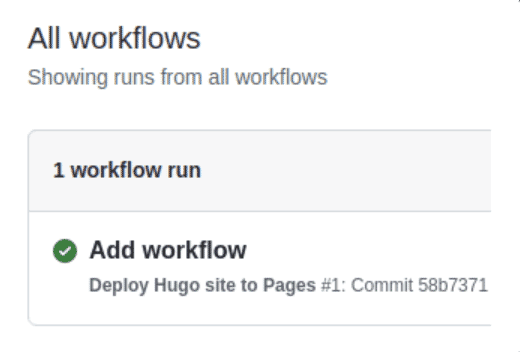 All workflows
Showing runs from all workflows
1 workflow run
Add workflow
Deploy Hugo site to Pages #1: Commit 58b7371